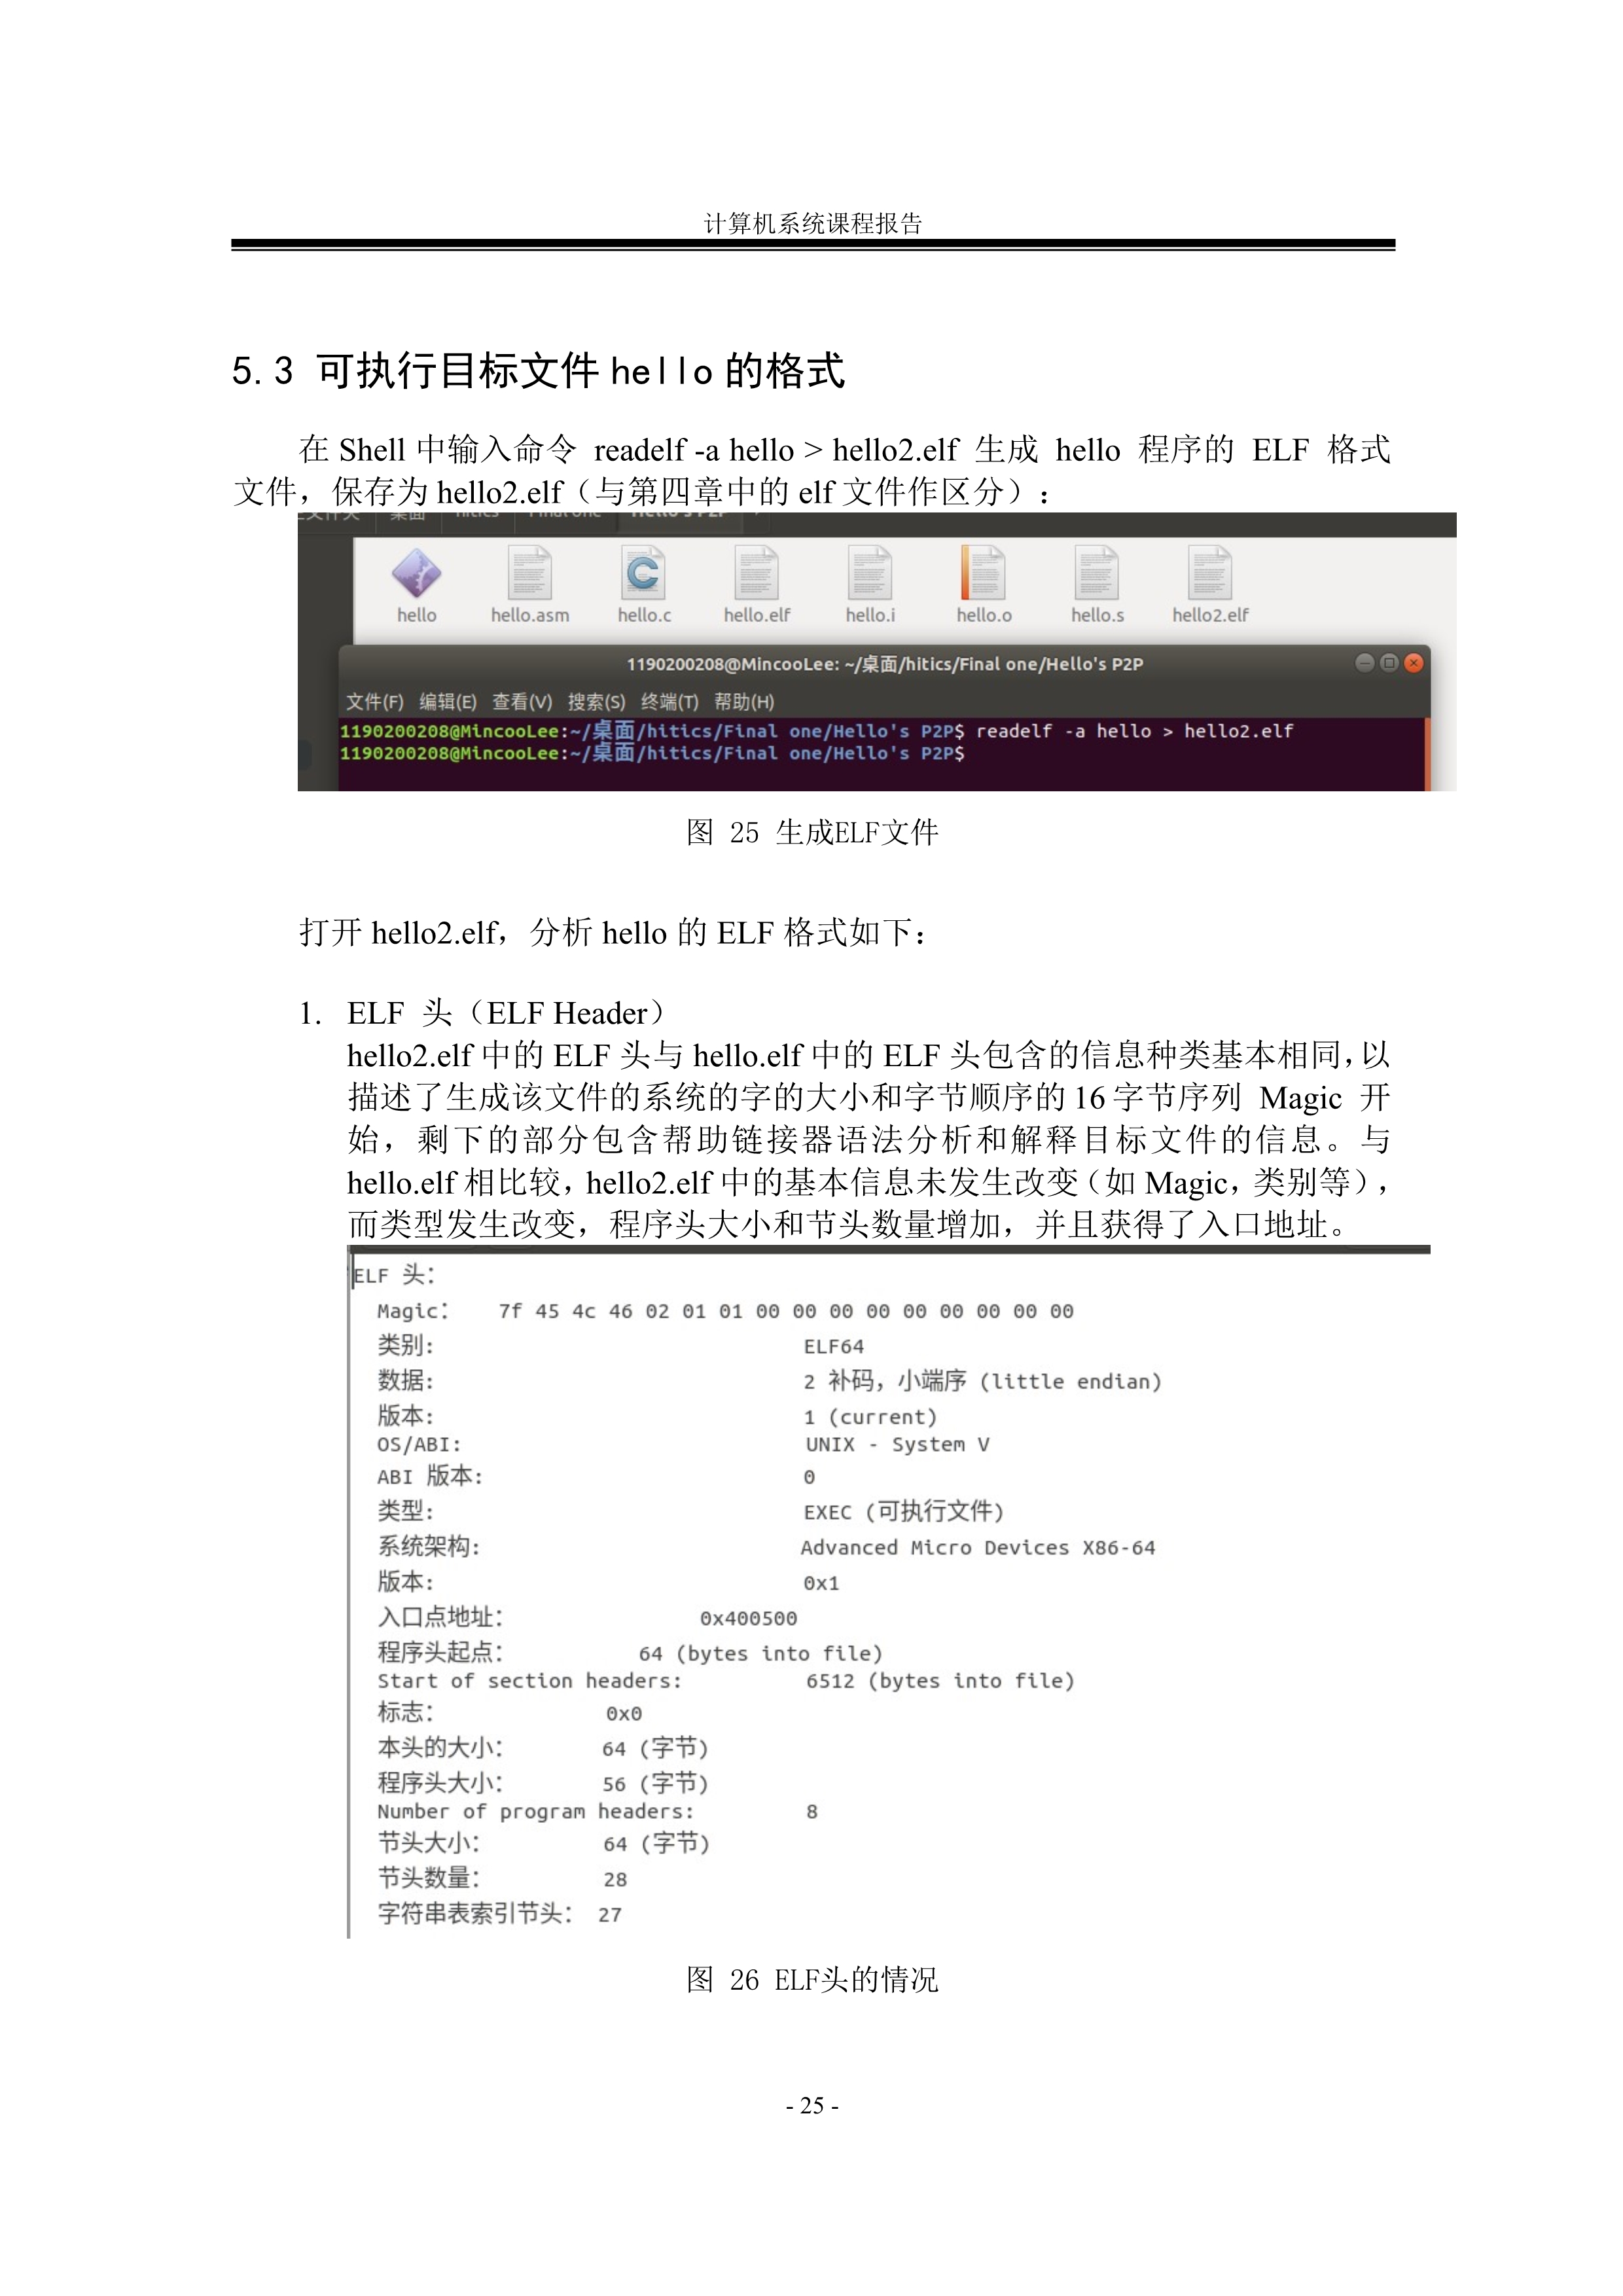 计算机系统课程报告
5.3 可执行目标文件 hello 的格式
在 Shell 中输入命令 readelf -a hello > hello2.elf 生成 hello 程序的 ELF 格式
文件，保存为 hello2.elf（与第四章中的 elf 文件作区分）：
hello hello.asm hello.c hello.elf hello.i hello.o hello.s hello2.elf
1190200208@MincooLee: ~/桌面/hitics/Final one/Hello's P2P
文件(F) 编辑(E) 查看(V) 搜索(S) 终端(T) 帮助(H)
1190200208@MincooLee:~/桌面/hitics/Final one/Hello's P2P$ readelf -a hello > hello2.elf
1190200208@MincooLee:~/桌面/hitics/Final one/Hello's P2P$
图 25 生成ELF文件
打开 hello2.elf，分析 hello 的 ELF 格式如下：
1. ELF 头（ELF Header）
hello2.elf 中的 ELF 头与 hello.elf 中的 ELF 头包含的信息种类基本相同，以
描述了生成该文件的系统的字的大小和字节顺序的 16 字节序列 Magic 开
始，剩下的部分包含帮助链接器语法分析和解释目标文件的信息。与
hello.elf 相比较，hello2.elf 中的基本信息未发生改变（如 Magic，类别等），
而类型发生改变，程序头大小和节头数量增加，并且获得了入口地址。
ELF 头：
Magic： 7f 45 4c 46 02 01 01 00 00 00 00 00 00 00 00 00
类别: ELF64
数据: 2 补码，小端序 (little endian)
版本: 1 (current)
OS/ABI: UNIX - System V
ABI 版本: 0
类型: EXEC (可执行文件)
系统架构: Advanced Micro Devices X86-64
版本: 0x1
入口点地址： 0x400500
程序头起点： 64 (bytes into file)
Start of section headers: 6512 (bytes into file)
标志： 0x0
本头的大小： 64 (字节)
程序头大小： 56 (字节)
Number of program headers: 8
节头大小： 64 (字节)
节头数量： 28
字符串表索引节头： 27
图 26 ELF头的情况
- 25 -